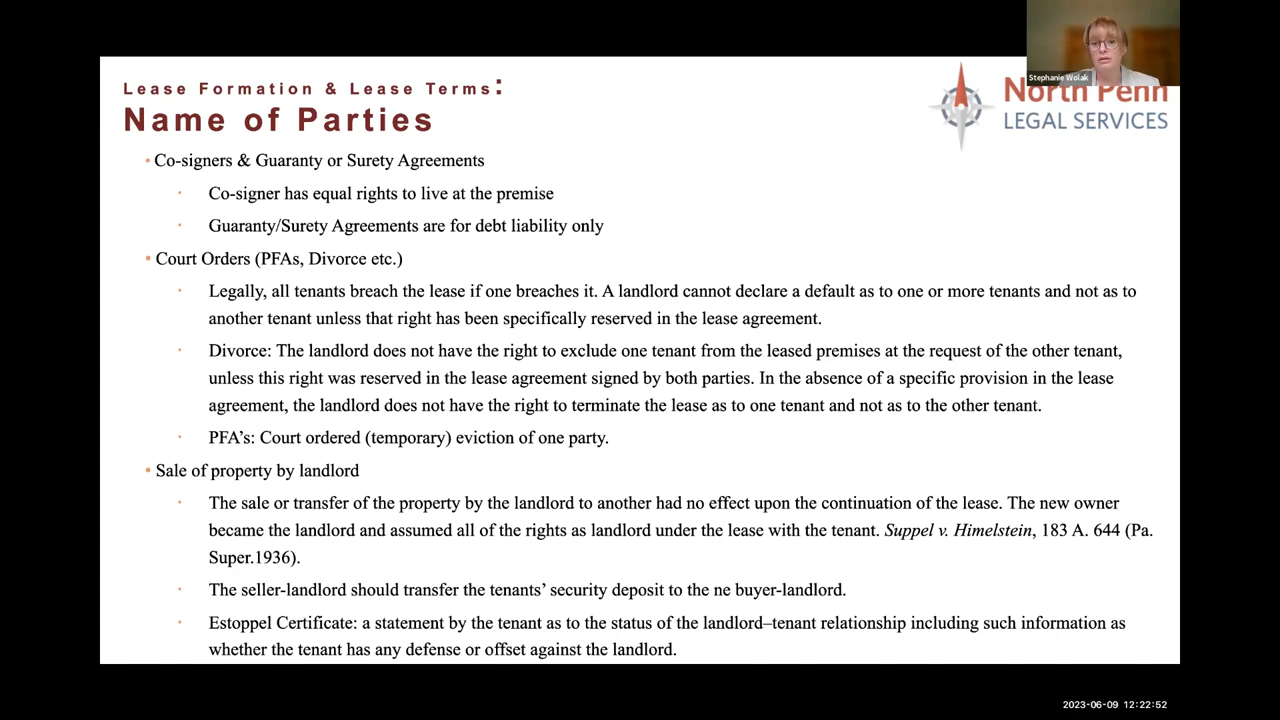 Stephanie Wolak
Lease Formation & Lease Terms:
Name of Parties
North Penn
LEGAL SERVICES
• Co-signers & Guaranty or Surety Agreements
· Co-signer has equal rights to live at the premise
· Guaranty/Surety Agreements are for debt liability only
• Court Orders (PFAs, Divorce etc.)
· Legally, all tenants breach the lease if one breaches it. A landlord cannot declare a default as to one or more tenants and not as to
another tenant unless that right has been specifically reserved in the lease agreement.
· Divorce: The landlord does not have the right to exclude one tenant from the leased premises at the request of the other tenant,
unless this right was reserved in the lease agreement signed by both parties. In the absence of a specific provision in the lease
agreement, the landlord does not have the right to terminate the lease as to one tenant and not as to the other tenant.
· PFA’s: Court ordered (temporary) eviction of one party.
• Sale of property by landlord
· The sale or transfer of the property by the landlord to another had no effect upon the continuation of the lease. The new owner
became the landlord and assumed all of the rights as landlord under the lease with the tenant. Suppel v. Himelstein, 183 A. 644 (Pa.
Super.1936).
· The seller-landlord should transfer the tenants’ security deposit to the ne buyer-landlord.
· Estoppel Certificate: a statement by the tenant as to the status of the landlord–tenant relationship including such information as
whether the tenant has any defense or offset against the landlord.
2023-06-09 12:22:52